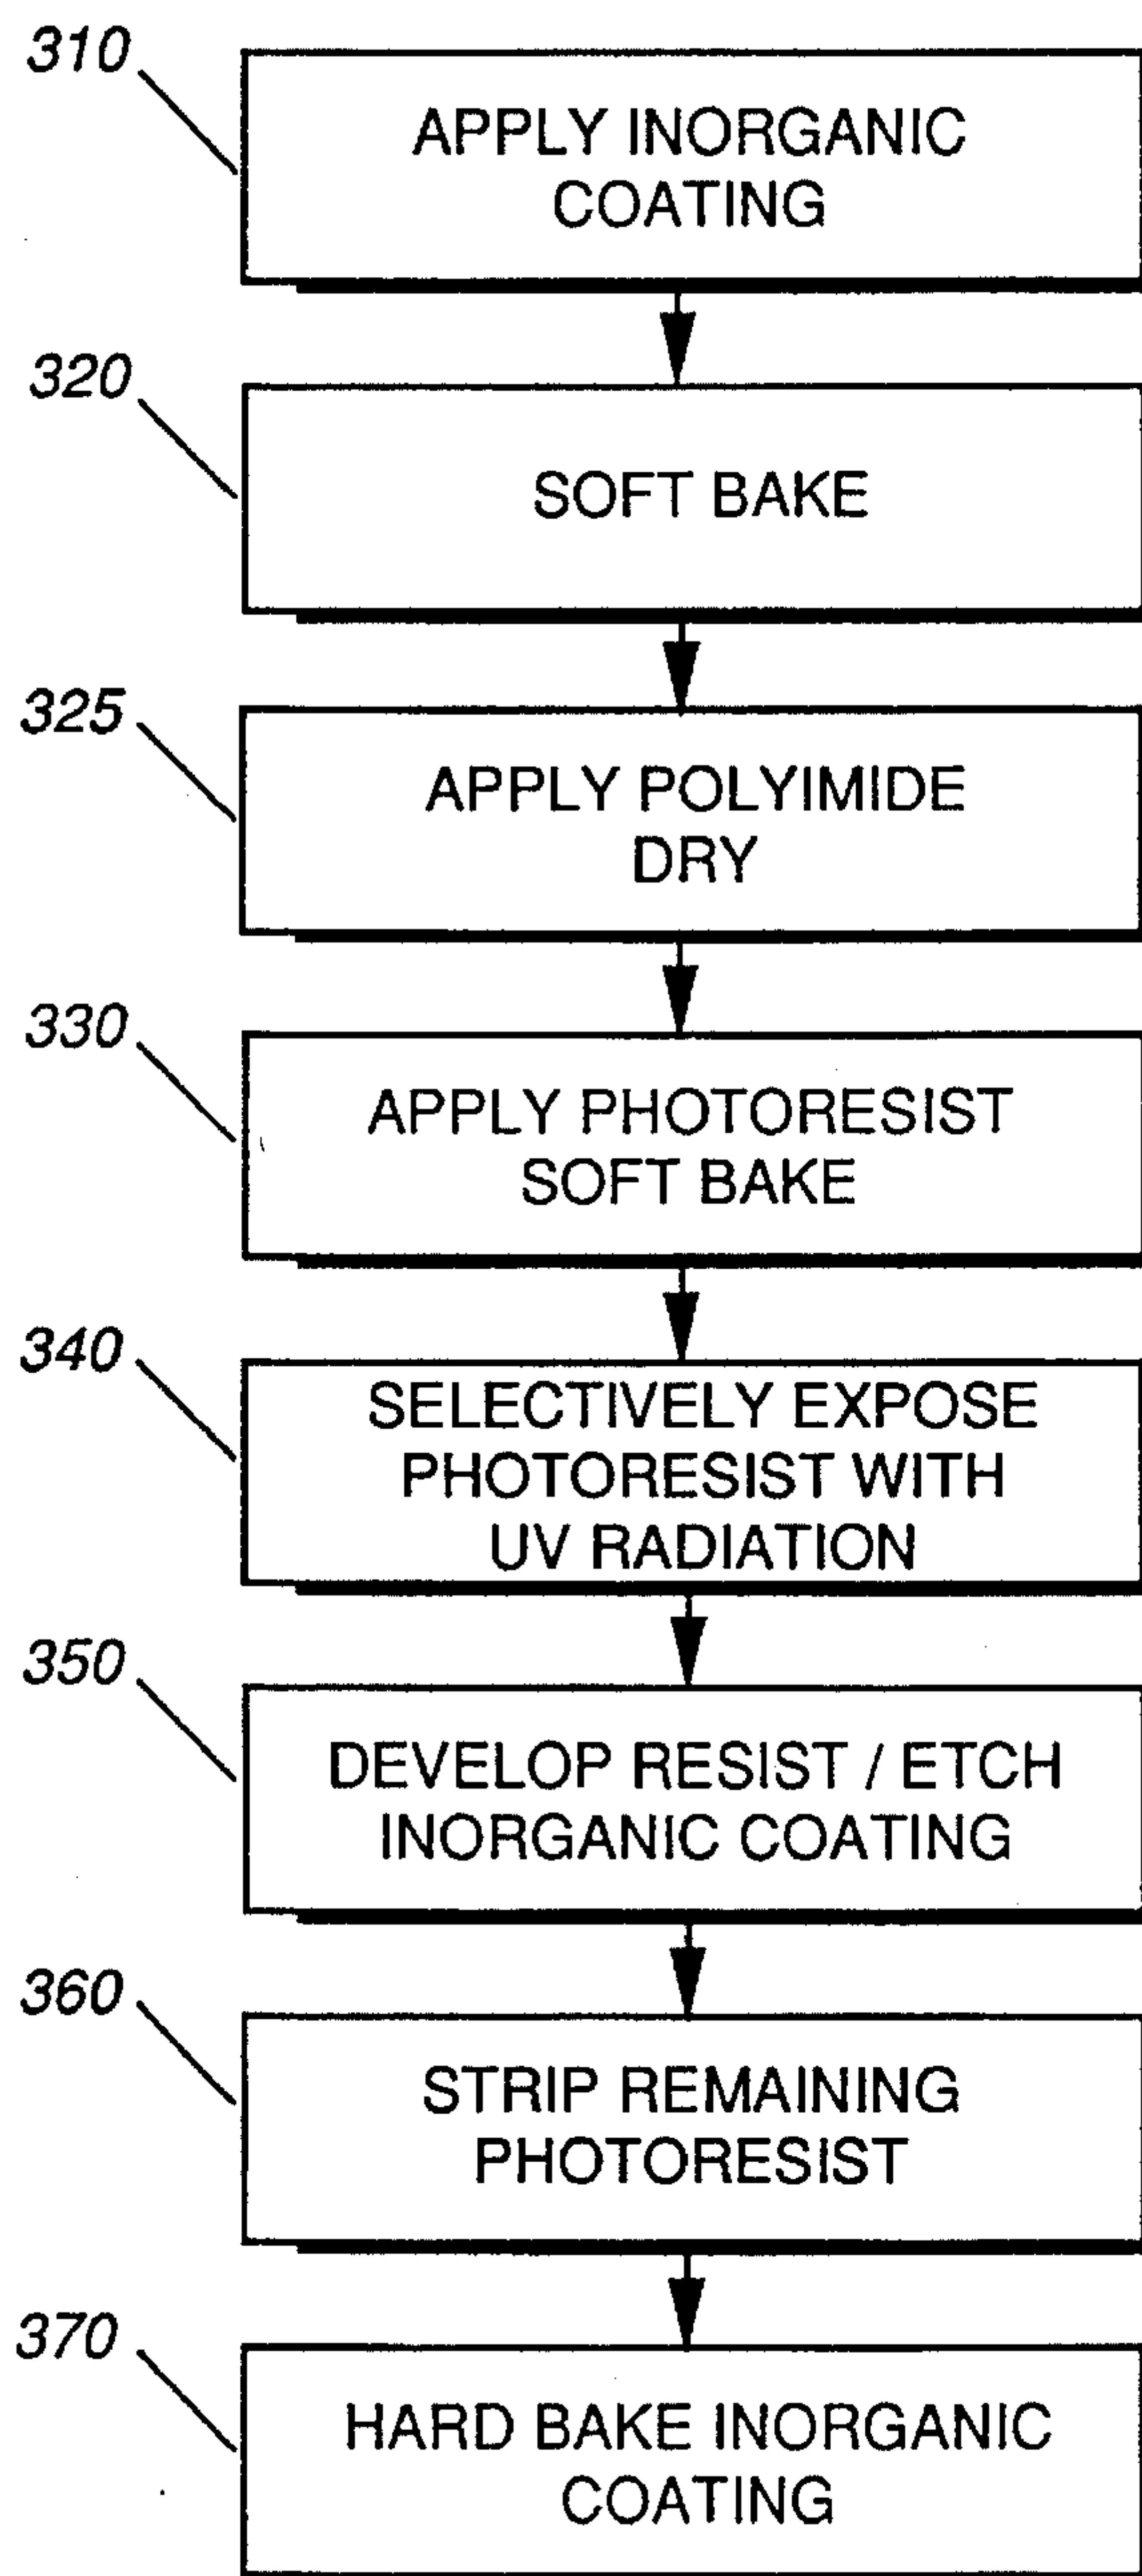 310
APPLY INORGANIC
COATING
320
SOFT BAKE
325
APPLY POLYIMIDE
DRY
330
APPLY PHOTORESIST
SOFT BAKE
340
SELECTIVELY EXPOSE
PHOTORESIST WITH
UV RADIATION
350
DEVELOP RESIST / ETCH
INORGANIC COATING
360
STRIP REMAINING
PHOTORESIST
370
HARD BAKE INORGANIC
COATING